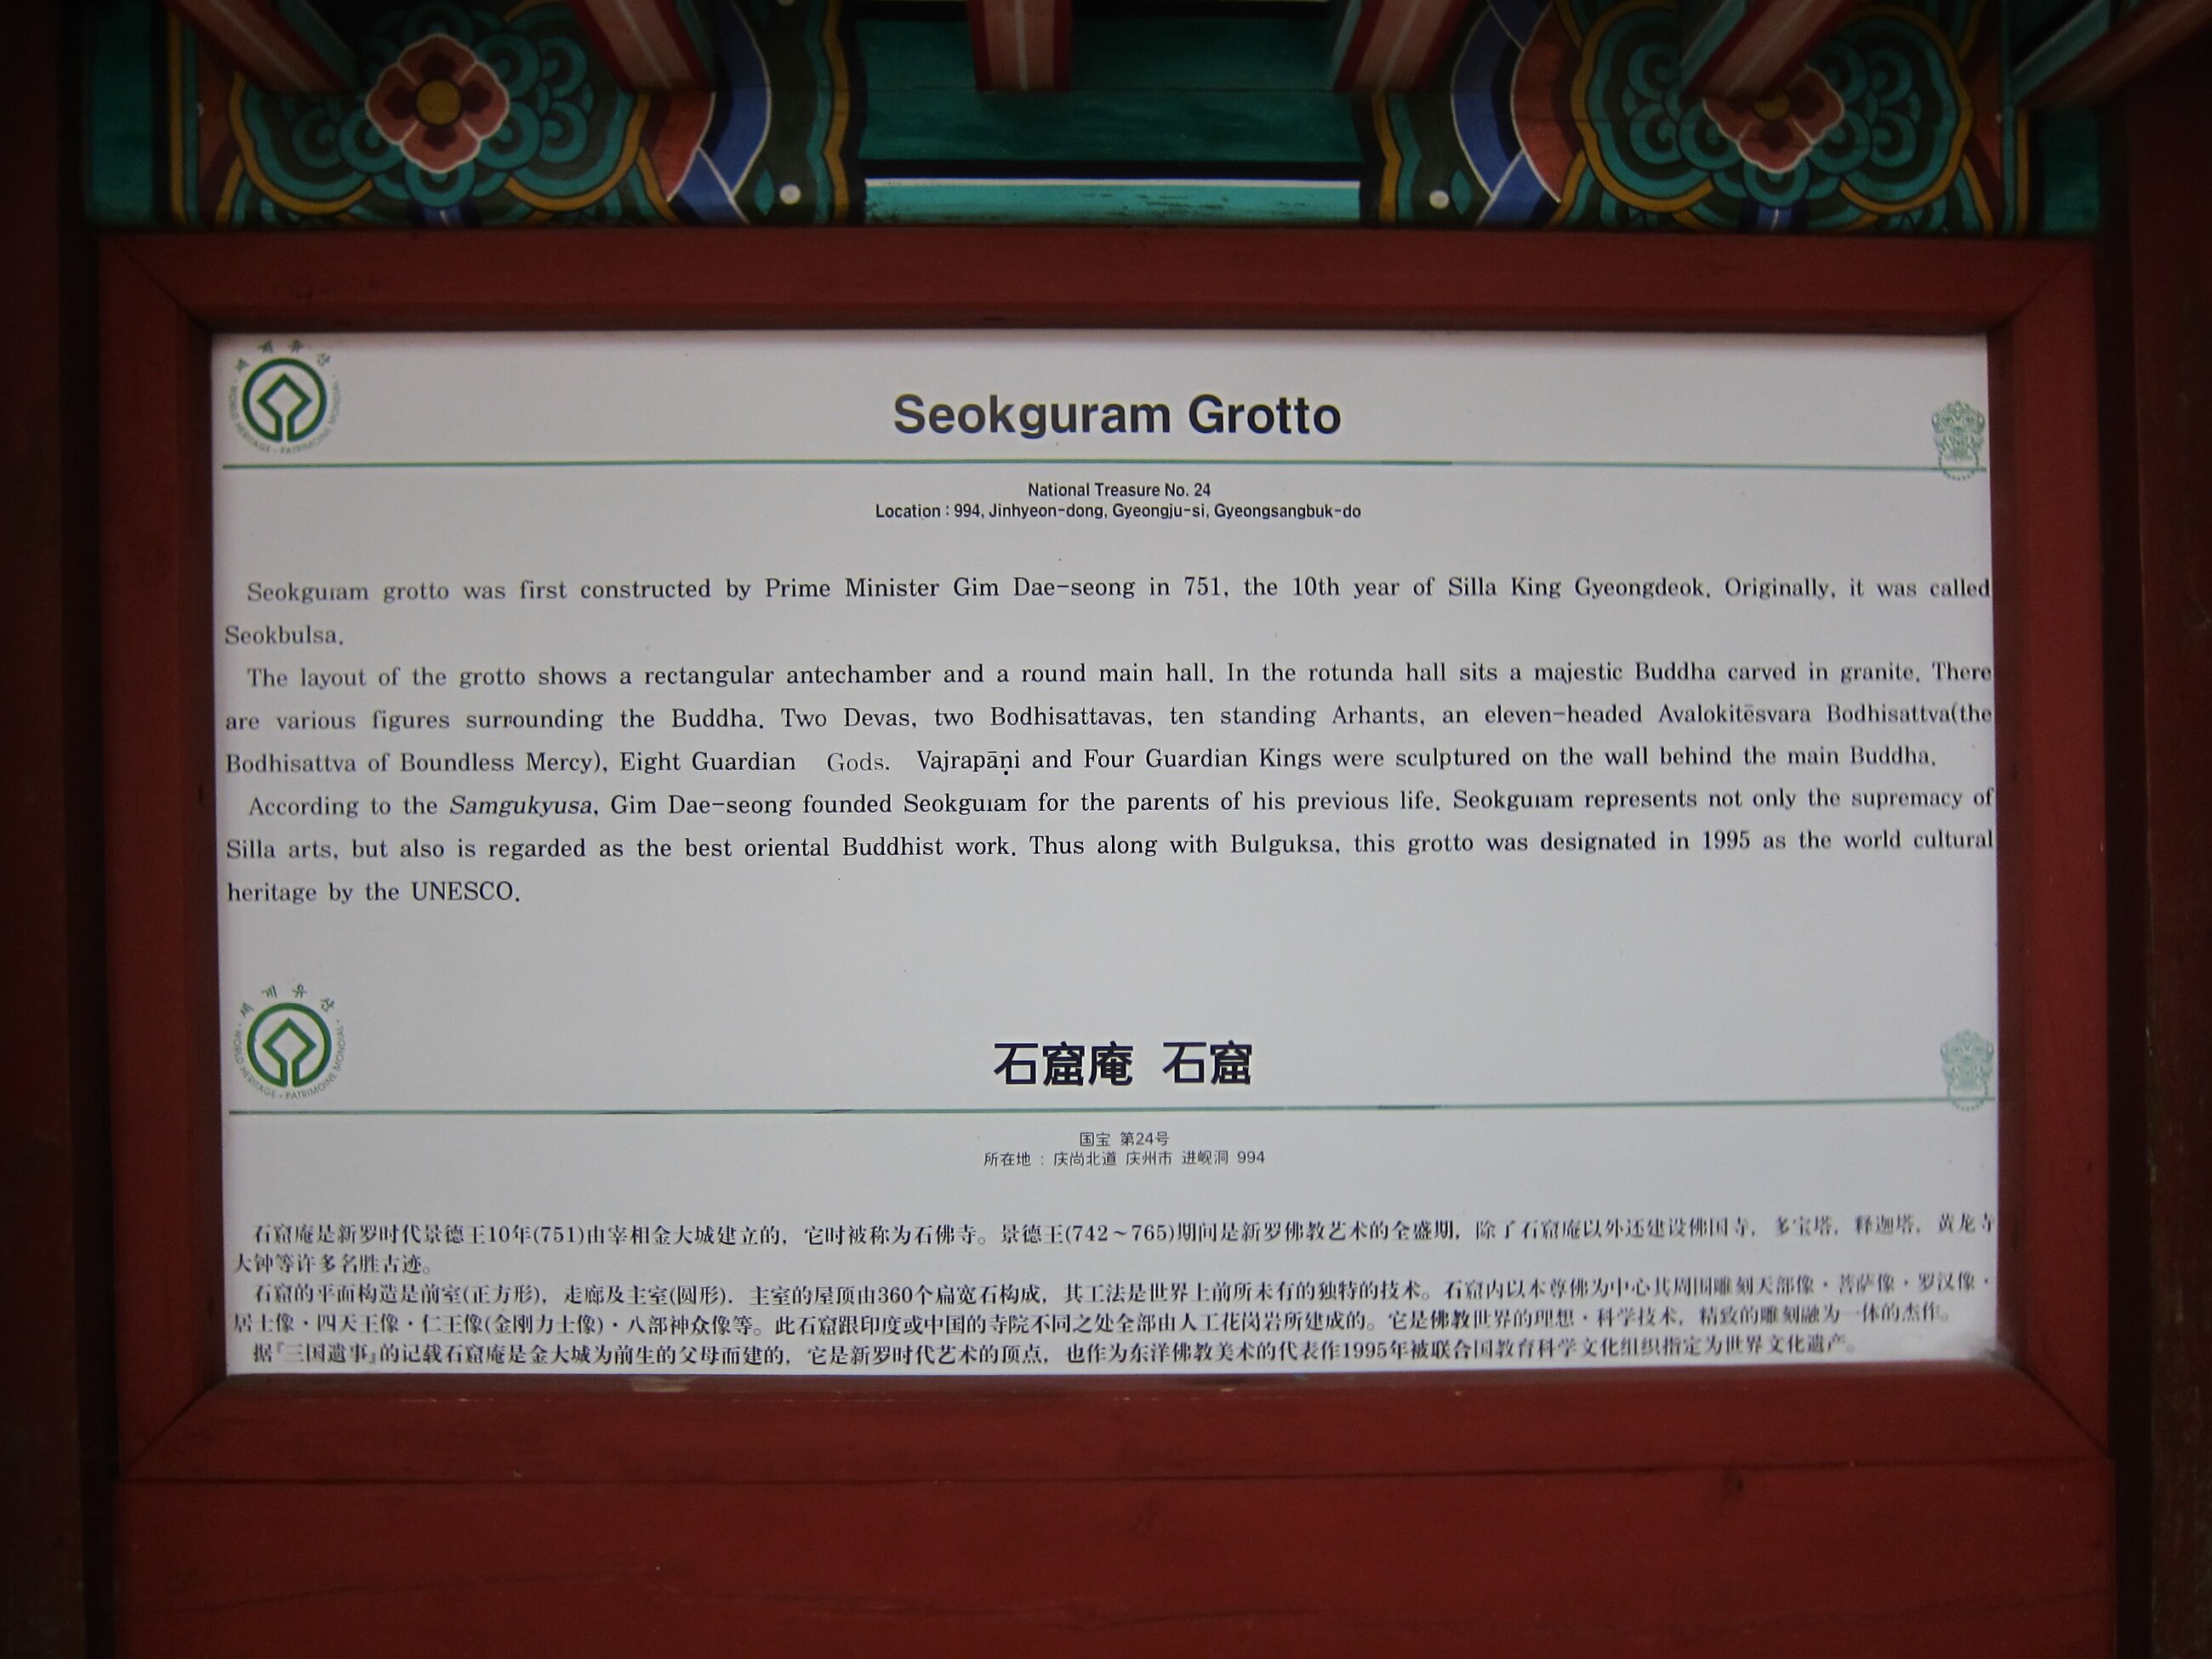 세계유산
WORLD HERITAGE · PATRIMOINE MONDIAL
Seokguram Grotto
National Treasure No. 24
Location : 994, Jinhyeon-dong, Gyeongju-si, Gyeongsangbuk-do
Seokguıam grotto was first constructed by Prime Minister Gim Dae-seong in 751, the 10th year of Silla King Gyeongdeok. Originally, it was called
Seokbulsa.
The layout of the grotto shows a rectangular antechamber and a round main hall. In the rotunda hall sits a majestic Buddha carved in granite. There
are various figures surrounding the Buddha. Two Devas, two Bodhisattavas, ten standing Arhants, an eleven-headed Avalokitēsvara Bodhisattva(the
Bodhisattva of Boundless Mercy), Eight Guardian Gods. Vajrapāṇi and Four Guardian Kings were sculptured on the wall behind the main Buddha.
According to the Samgukyusa, Gim Dae-seong founded Seokguıam for the parents of his previous life. Seokguıam represents not only the supremacy of
Silla arts, but also is regarded as the best oriental Buddhist work. Thus along with Bulguksa, this grotto was designated in 1995 as the world cultural
heritage by the UNESCO.
세계유산
WORLD HERITAGE · PATRIMOINE MONDIAL
石窟庵 石窟
国宝 第24号
所在地 : 庆尚北道 庆州市 进岘洞 994
石窟庵是新罗时代景德王10年(751)由宰相金大城建立的, 它时被称为石佛寺。景德王(742～765)期间是新罗佛教艺术的全盛期, 除了石窟庵以外还建设佛国寺, 多宝塔, 释迦塔, 黄龙寺
大钟等许多名胜古迹。
石窟的平面构造是前室(正方形), 走廊及主室(圆形). 主室的屋顶由360个扁宽石构成, 其工法是世界上前所未有的独特的技术。石窟内以本尊佛为中心其周围雕刻天部像·菩萨像·罗汉像·
居士像·四天王像·仁王像(金刚力士像)·八部神众像等。此石窟跟印度或中国的寺院不同之处全部由人工花岗岩所建成的。它是佛教世界的理想·科学技术, 精致的雕刻融为一体的杰作。
据『三国遗事』的记载石窟庵是金大城为前生的父母而建的, 它是新罗时代艺术的顶点, 也作为东洋佛教美术的代表作1995年被联合国教育科学文化组织指定为世界文化遗产。